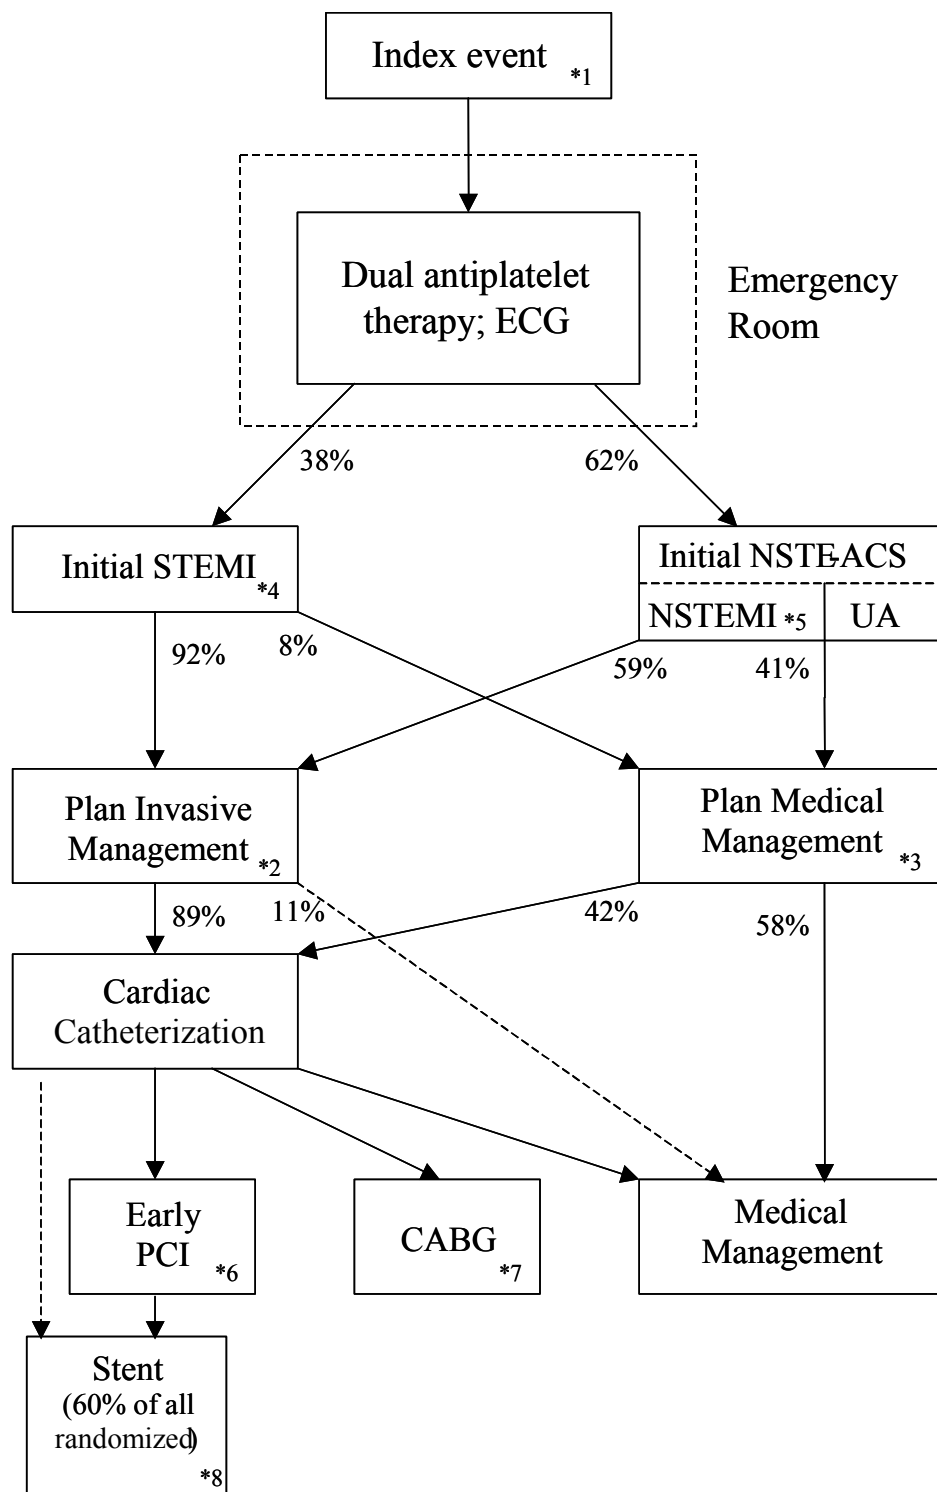 Index event *1
Dual antiplatelet
therapy; ECG
Emergency
Room
38%
62%
Initial STEMI *4
Initial NSTE-ACS
NSTEMI *5
UA
92%
8%
59%
41%
Plan Invasive
Management *2
Plan Medical
Management *3
89%
11%
42%
58%
Cardiac
Catheterization
Early
PCI *6
CABG *7
Medical
Management
Stent
(60% of all
randomized)
*8